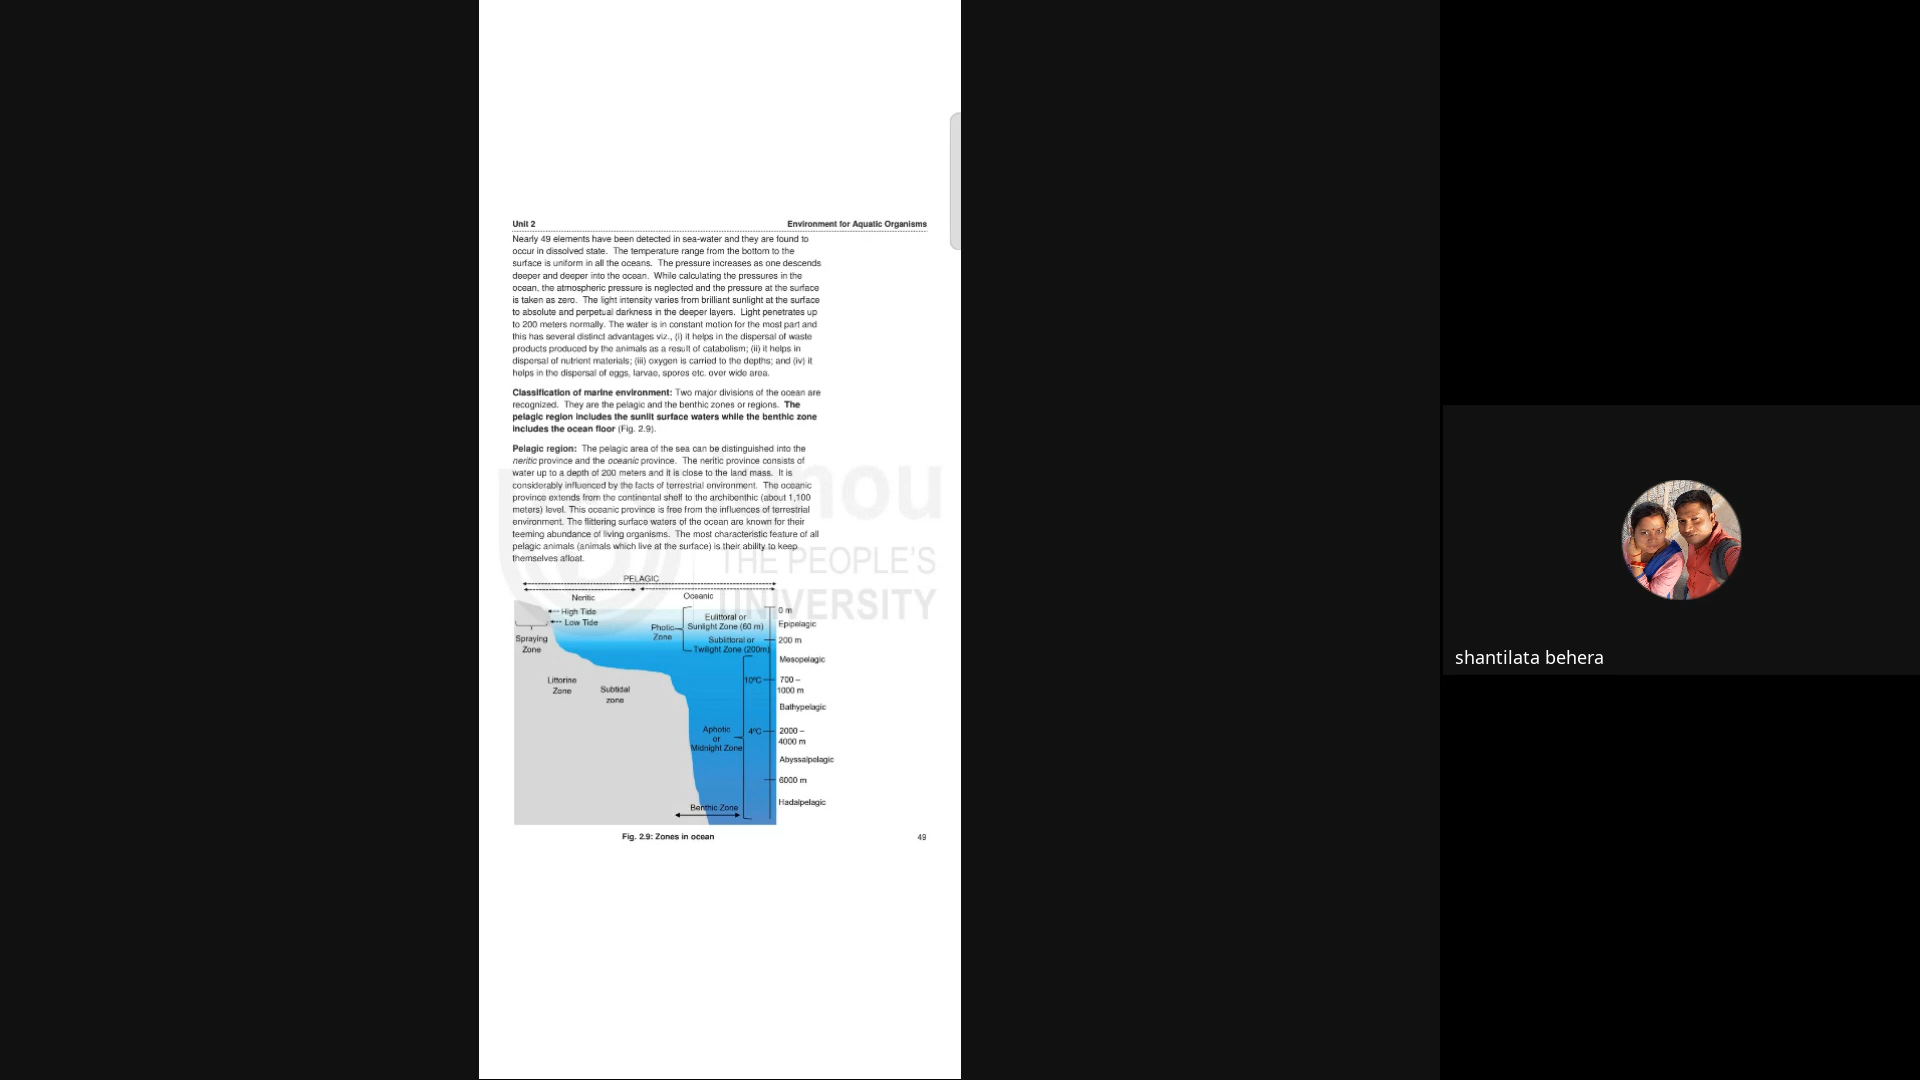 Unit 2
Environment for Aquatic Organisms
Nearly 49 elements have been detected in sea-water and they are found to
occur in dissolved state. The temperature range from the bottom to the
surface is uniform in all the oceans. The pressure increases as one descends
deeper and deeper into the ocean. While calculating the pressures in the
ocean, the atmospheric pressure is neglected and the pressure at the surface
is taken as zero. The light intensity varies from brilliant sunlight at the surface
to absolute and perpetual darkness in the deeper layers. Light penetrates up
to 200 meters normally. The water is in constant motion for the most part and
this has several distinct advantages viz., (i) it helps in the dispersal of waste
products produced by the animals as a result of catabolism; (ii) it helps in
dispersal of nutrient materials; (iii) oxygen is carried to the depths; and (iv) it
helps in the dispersal of eggs, larvae, spores etc. over wide area.
Classification of marine environment: Two major divisions of the ocean are
recognized. They are the pelagic and the benthic zones or regions. The
pelagic region includes the sunlit surface waters while the benthic zone
includes the ocean floor (Fig. 2.9).
Pelagic region: The pelagic area of the sea can be distinguished into the
neritic province and the oceanic province. The neritic province consists of
water up to a depth of 200 meters and it is close to the land mass. It is
considerably influenced by the facts of terrestrial environment. The oceanic
province extends from the continental shelf to the archibenthic (about 1,100
meters) level. This oceanic province is free from the influences of terrestrial
environment. The flittering surface waters of the ocean are known for their
teeming abundance of living organisms. The most characteristic feature of all
pelagic animals (animals which live at the surface) is their ability to keep
themselves afloat.
nou
THE PEOPLE'S
UNIVERSITY
PELAGIC
Neritic
Oceanic
High Tide
Low Tide
Spraying
Zone
Littorine
Zone
Subtidal
zone
Photic
Zone
Eulittoral or
Sunlight Zone (60 m)
Sublittoral or
Twilight Zone (200m)
0 m
Epipelagic
200 m
Mesopelagic
10ºC
700 –
1000 m
Bathypelagic
Aphotic
or
Midnight Zone
4ºC
2000 –
4000 m
Abyssalpelagic
6000 m
Hadalpelagic
Benthic Zone
Fig. 2.9: Zones in ocean
49
shantilata behera